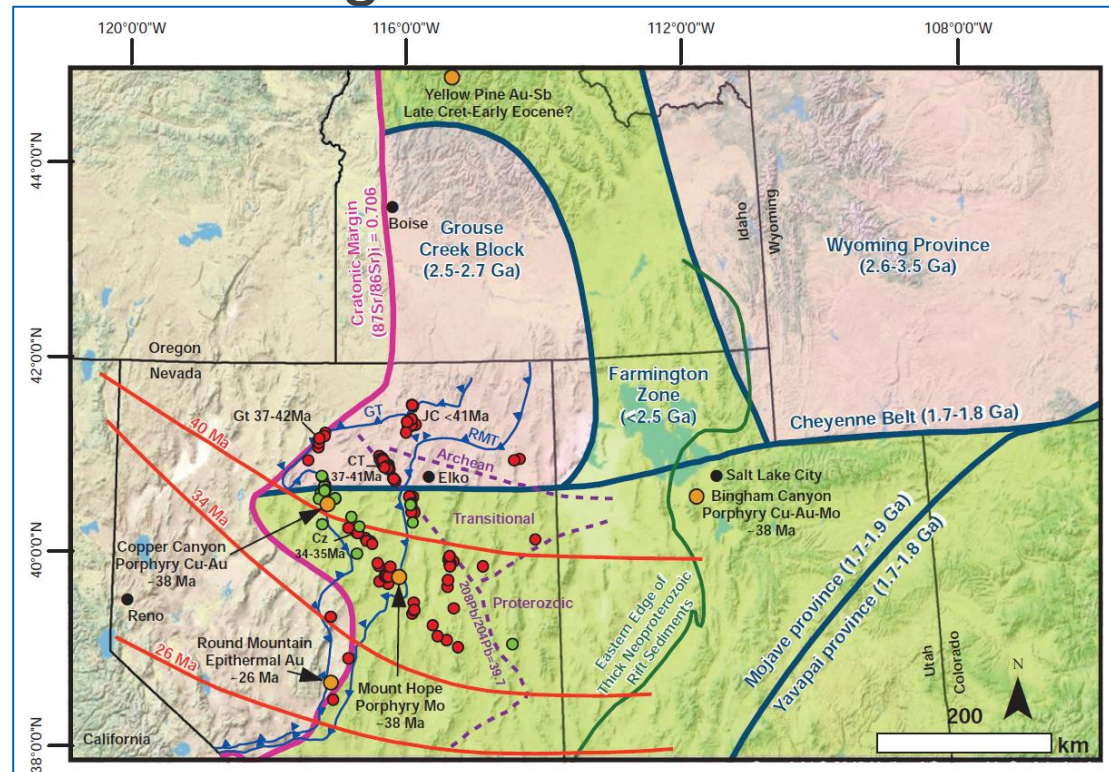 g
120°0'0"W
116°0'0"W
112°0'0"W
108°0'0"W
44°0'0"N
42°0'0"N
40°0'0"N
38°0'0"N
Yellow Pine Au-Sb
Late Cret-Early Eocene?
Cratonic Margin
(87Sr/86Sr)i = 0.706
Boise
Grouse
Creek Block
(2.5-2.7 Ga)
Idaho
Wyoming
Wyoming Province
(2.6-3.5 Ga)
Oregon
Nevada
Farmington
Zone
(<2.5 Ga)
Cheyenne Belt (1.7-1.8 Ga)
Gt 37-42Ma
GT
JC <41Ma
RMT
40 Ma
Archean
CT
37-41Ma
Elko
Salt Lake City
Bingham Canyon
Porphyry Cu-Au-Mo
~38 Ma
34 Ma
Transitional
Cz
34-35Ma
Copper Canyon
Porphyry Cu-Au
~38 Ma
Reno
Proterozoic
208Pb/204Pb=39.7
Eastern Edge of
Thick Neoproterozoic
Rift Sediments
Mojave province (1.7-1.9 Ga)
Yavapai province (1.7-1.8 Ga)
Round Mountain
Epithermal Au
~26 Ma
26 Ma
Mount Hope
Porphyry Mo
~38 Ma
Utah
Colorado
California
N
200
km